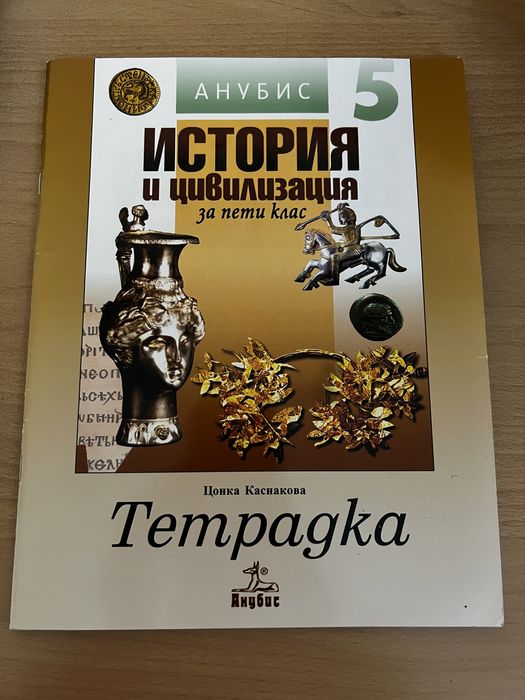 АНУБИС 5
ИСТОРИЯ
и цивилизация
за пети клас
Цонка Каснакова
Тетрадка
®
Анубис